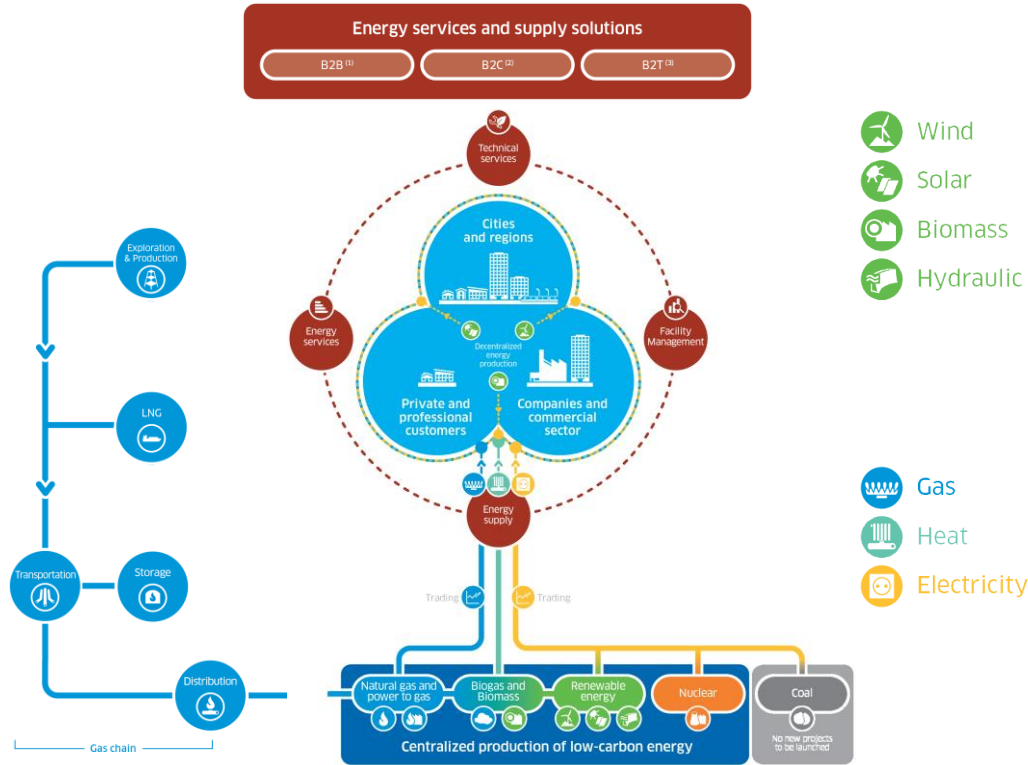 Energy services and supply solutions
B2B (1)
B2C (2)
B2T (3)
Technical
services
Cities
and regions
Exploration
& Production
Energy
services
Facility
Management
Decentralized
energy
production
Private and
professional
customers
Companies and
commercial
sector
LNG
Energy
supply
Transportation
Storage
Trading
Trading
Distribution
Gas chain
Natural gas and
power to gas
Biogas and
Biomass
Renewable
energy
Nuclear
Coal
No new projects
to be launched
Centralized production of low-carbon energy
Wind
Solar
Biomass
Hydraulic
Gas
Heat
Electricity